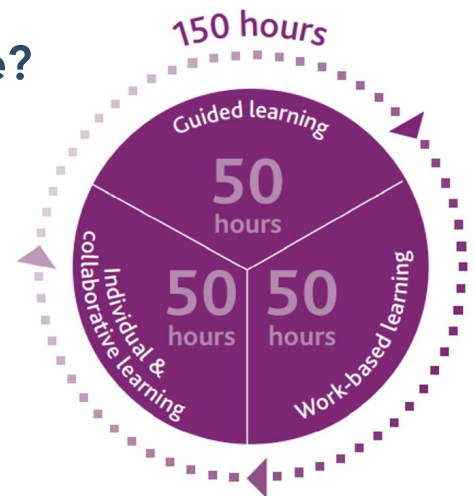 e?
150 hours
Guided learning
50
hours
Individual &
collaborative learning
50
hours
50
hours
Work-based learning